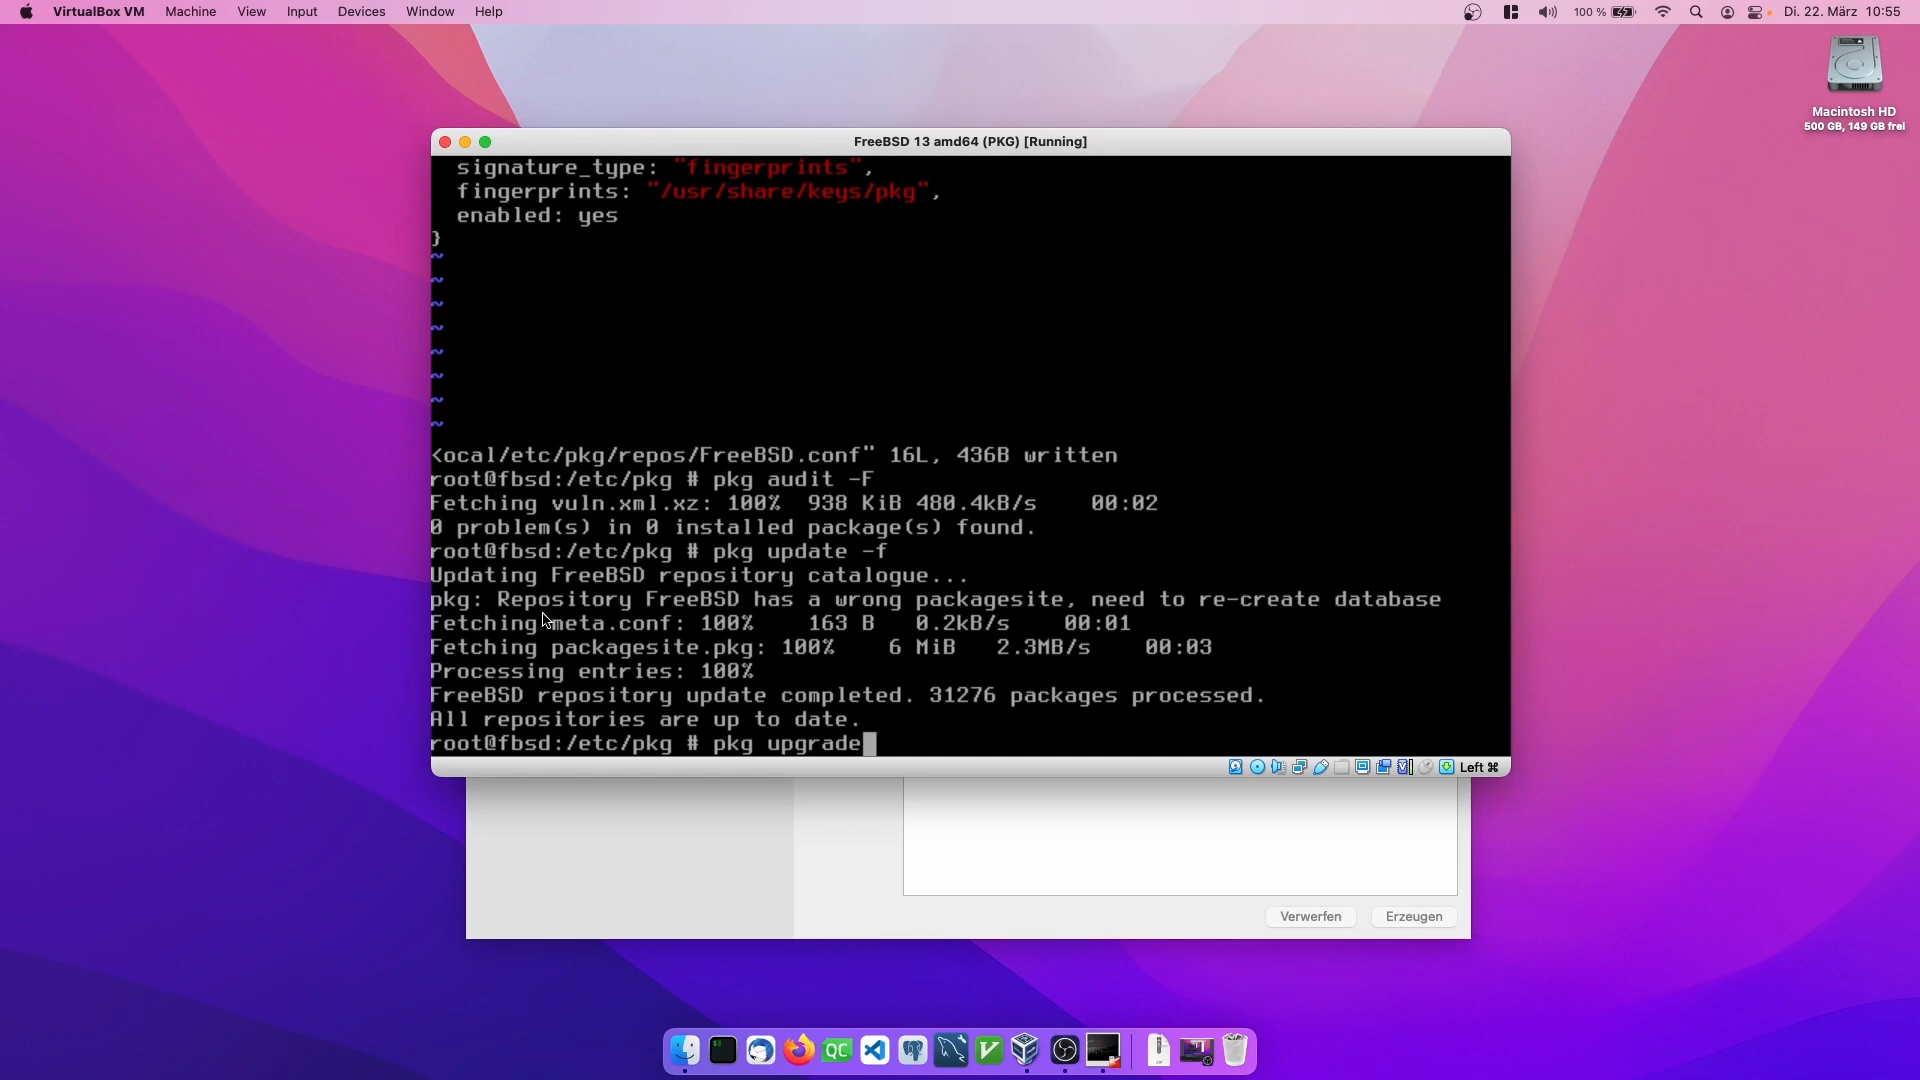 VirtualBox VM Machine View Input Devices Window Help 100 % Di. 22. März 10:55
Macintosh HD
500 GB, 149 GB frei
FreeBSD 13 amd64 (PKG) [Running]
signature_type: "fingerprints",
fingerprints: "/usr/share/keys/pkg",
enabled: yes
}
~
~
~
~
~
~
~
~
<ocal/etc/pkg/repos/FreeBSD.conf" 16L, 436B written
root@fbsd:/etc/pkg # pkg audit -F
Fetching vuln.xml.xz: 100% 938 KiB 480.4kB/s 00:02
0 problem(s) in 0 installed package(s) found.
root@fbsd:/etc/pkg # pkg update -f
Updating FreeBSD repository catalogue...
pkg: Repository FreeBSD has a wrong packagesite, need to re-create database
Fetching meta.conf: 100% 163 B 0.2kB/s 00:01
Fetching packagesite.pkg: 100% 6 MiB 2.3MB/s 00:03
Processing entries: 100%
FreeBSD repository update completed. 31276 packages processed.
All repositories are up to date.
root@fbsd:/etc/pkg # pkg upgrade
Left ⌘
Verwerfen Erzeugen
QC